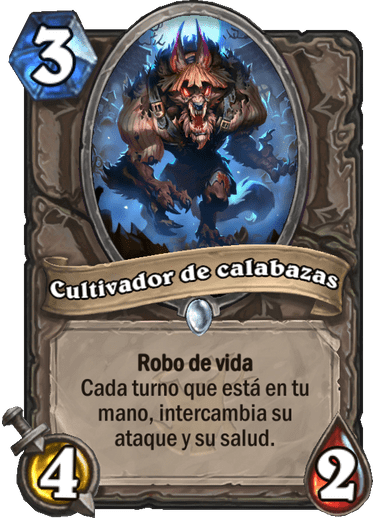 3
Cultivador de calabazas
Robo de vida
Cada turno que está en tu
mano, intercambia su
ataque y su salud.
4
2